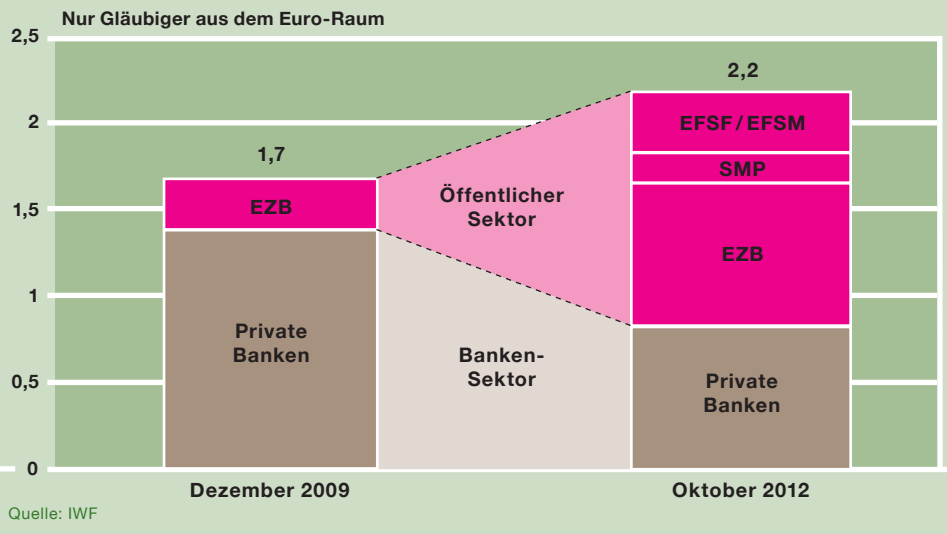 Nur Gläubiger aus dem Euro-Raum
2,5
2
1,5
1
0,5
0
1,7
EZB
Private
Banken
Öffentlicher
Sektor
Banken-
Sektor
2,2
EFSF / EFSM
SMP
EZB
Private
Banken
Dezember 2009
Oktober 2012
Quelle: IWF